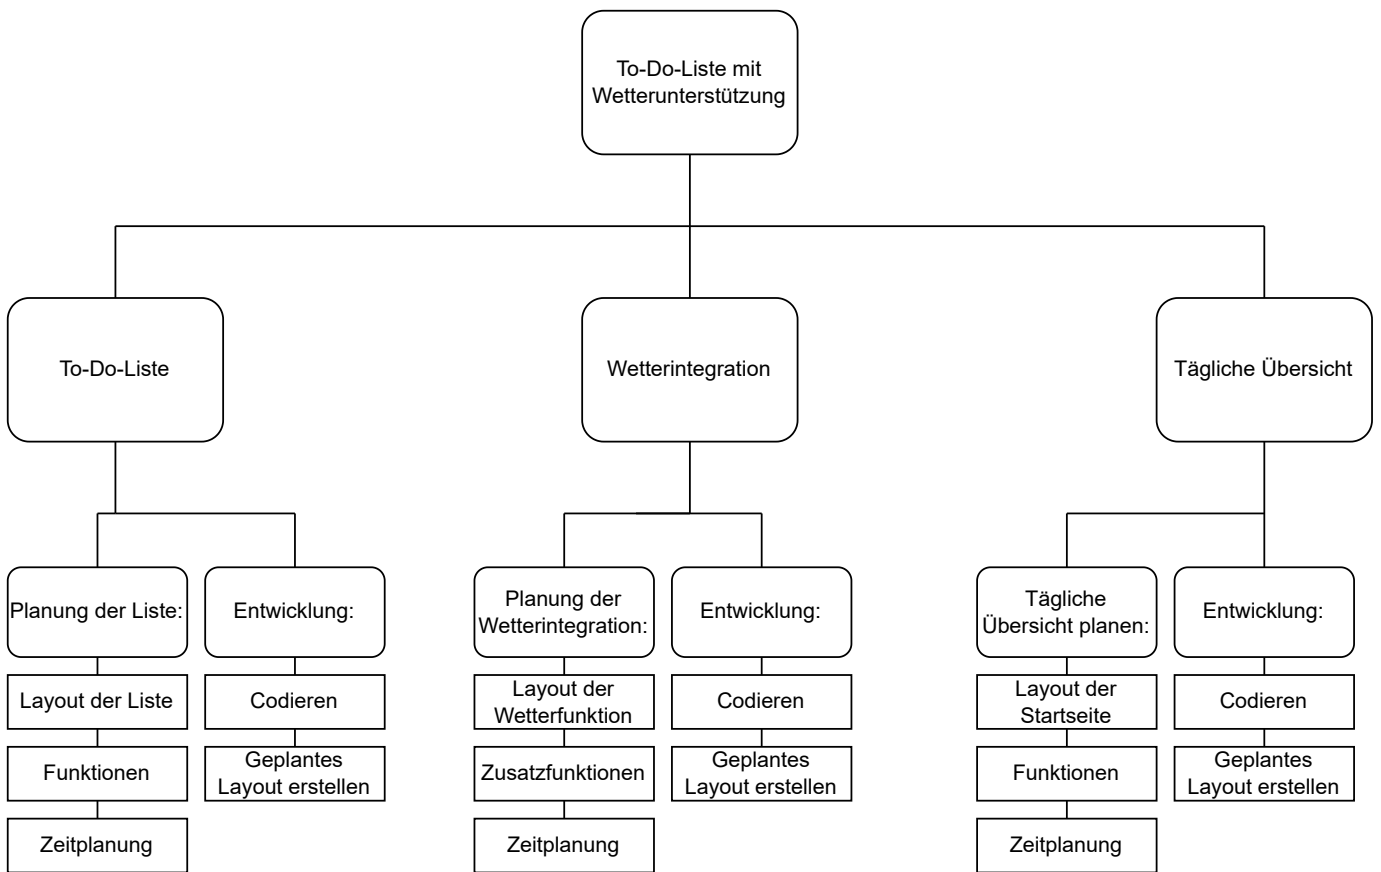 To-Do-Liste mit
Wetterunterstützung
To-Do-Liste
Wetterintegration
Tägliche Übersicht
Planung der Liste:
Entwicklung:
Planung der
Wetterintegration:
Entwicklung:
Tägliche
Übersicht planen:
Entwicklung:
Layout der Liste
Codieren
Layout der
Wetterfunktion
Codieren
Layout der
Startseite
Codieren
Funktionen
Geplantes
Layout erstellen
Zusatzfunktionen
Geplantes
Layout erstellen
Funktionen
Geplantes
Layout erstellen
Zeitplanung
Zeitplanung
Zeitplanung